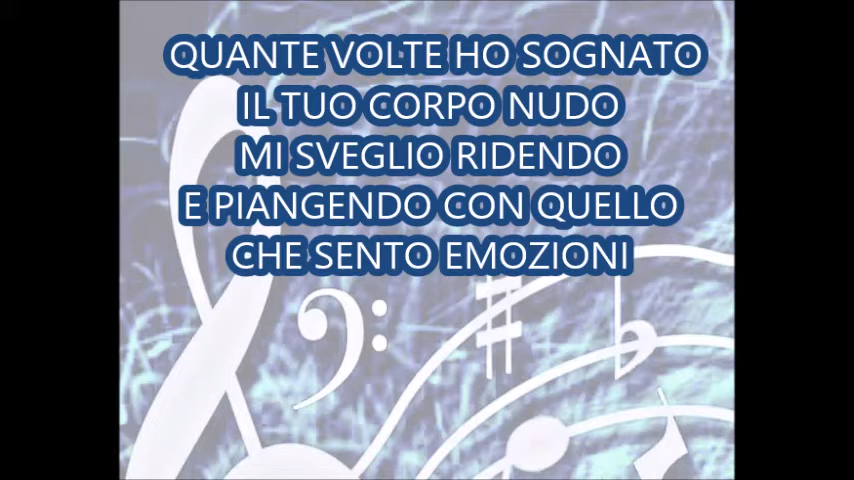 QUANTE VOLTE HO SOGNATO
IL TUO CORPO NUDO
MI SVEGLIO RIDENDO
E PIANGENDO CON QUELLO
CHE SENTO EMOZIONI